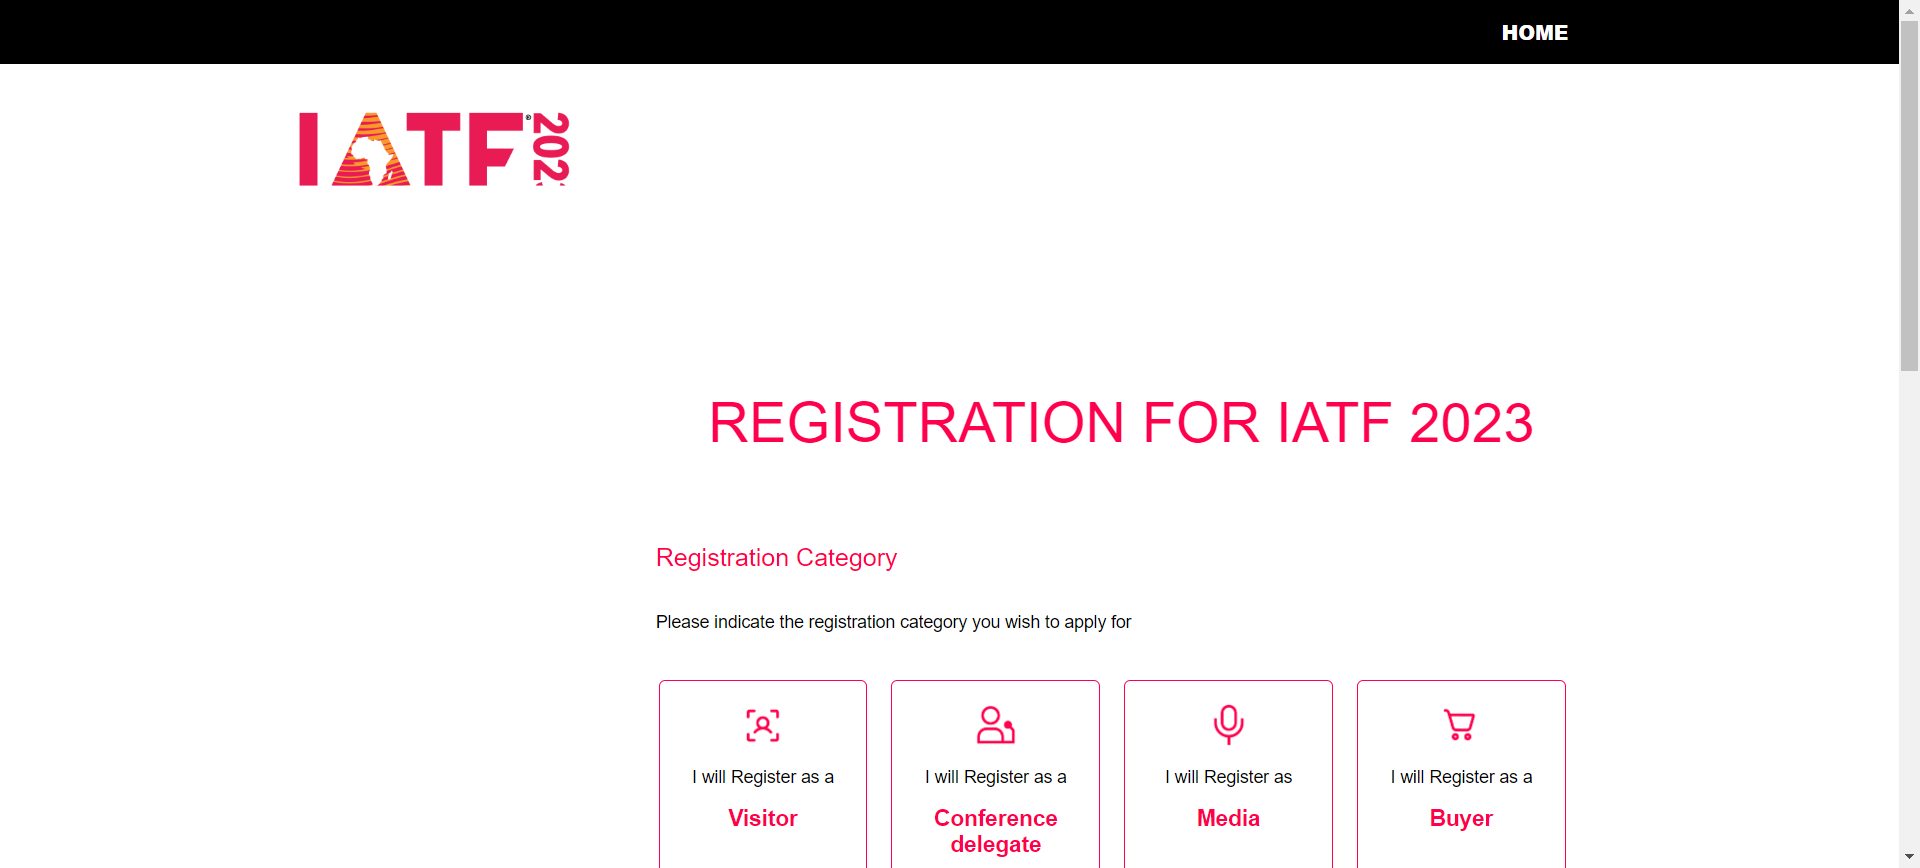 HOME
IATF®
REGISTRATION FOR IATF 2023
Registration Category
Please indicate the registration category you wish to apply for
I will Register as a
Visitor
I will Register as a
Conference
delegate
I will Register as
Media
I will Register as a
Buyer